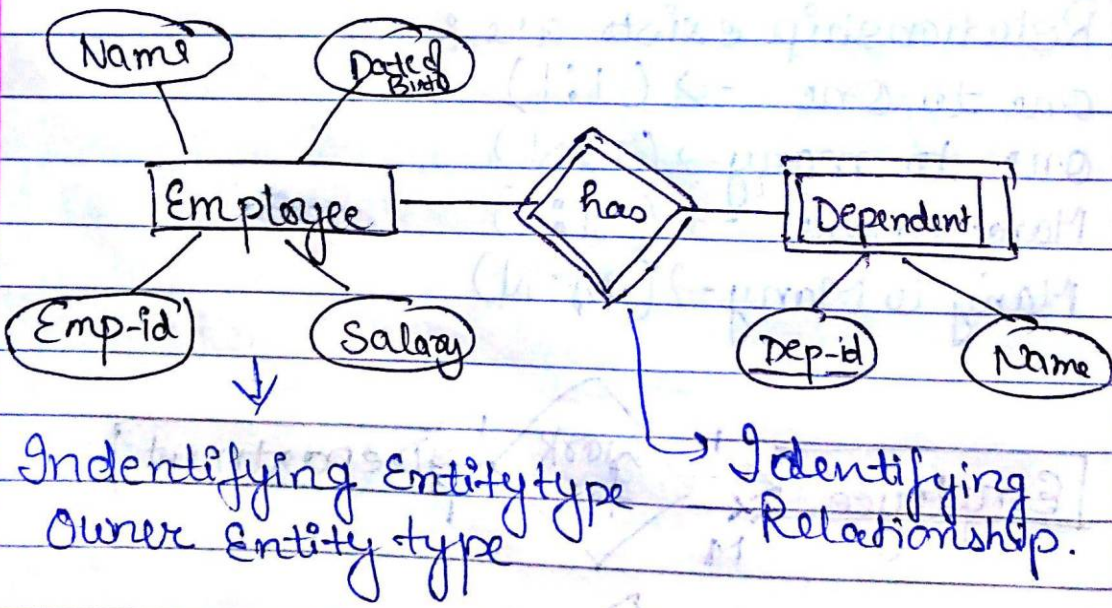 Name
Date of
Birth
Employee
has
Dependent
Emp-id
Salary
Dep-id
Name
Indentifying Entity type
Owner Entity type
Identifying
Relationship.